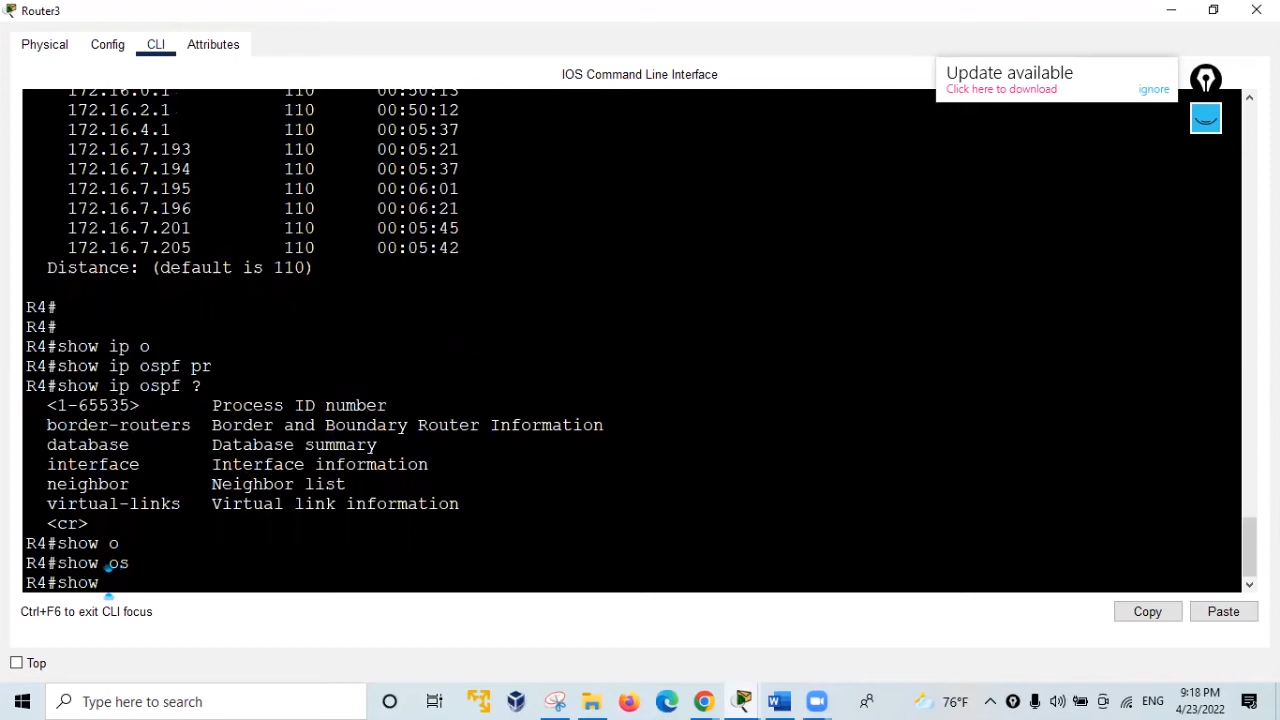 Router3
Physical
Config
CLI
Attributes
IOS Command Line Interface
Update available
Click here to download
ignore
172.16.0.1 110 00:50:13
172.16.2.1 110 00:50:12
172.16.4.1 110 00:05:37
172.16.7.193 110 00:05:21
172.16.7.194 110 00:05:37
172.16.7.195 110 00:06:01
172.16.7.196 110 00:06:21
172.16.7.201 110 00:05:45
172.16.7.205 110 00:05:42
Distance: (default is 110)
R4#
R4#
R4#show ip o
R4#show ip ospf pr
R4#show ip ospf ?
<1-65535> Process ID number
border-routers Border and Boundary Router Information
database Database summary
interface Interface information
neighbor Neighbor list
virtual-links Virtual link information
<cr>
R4#show o
R4#show os
R4#show
Ctrl+F6 to exit CLI focus
Copy
Paste
Top
Type here to search
76°F
ENG
9:18 PM
4/23/2022